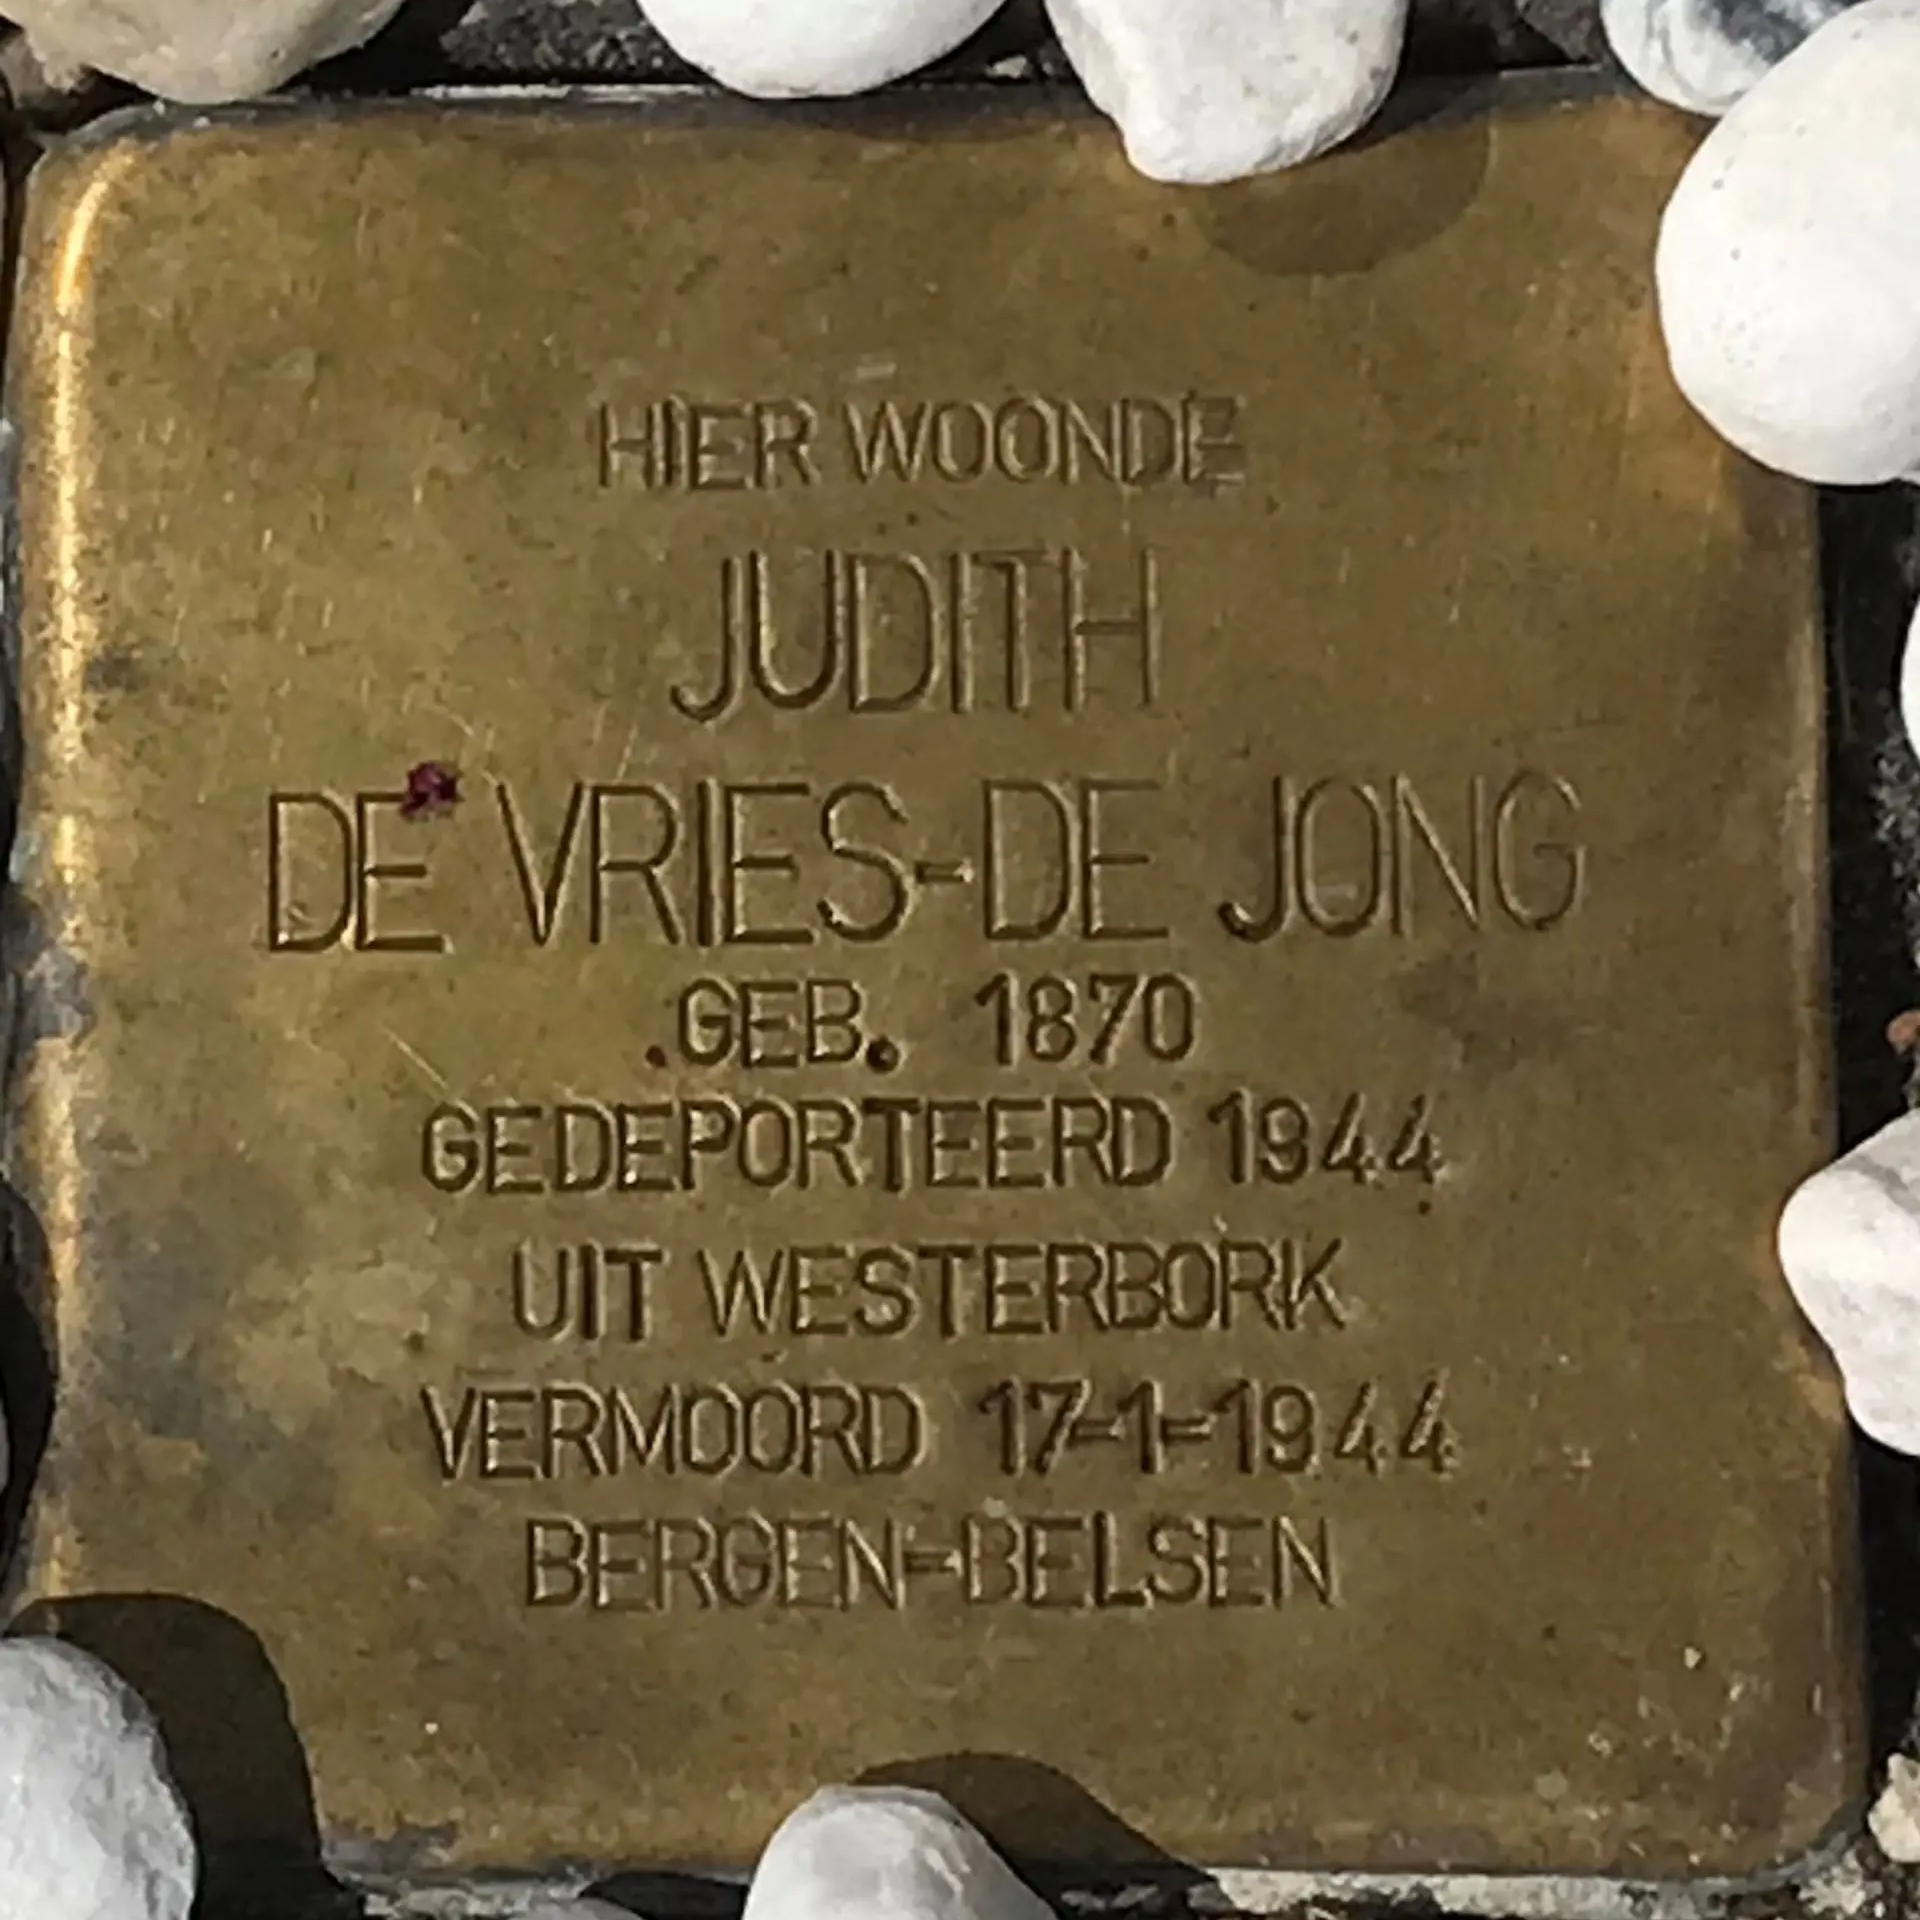 HIER WOONDE
JUDITH
DE VRIES-DE JONG
GEB. 1870
GEDEPORTEERD 1944
UIT WESTERBORK
VERMOORD 17-1-1944
BERGEN-BELSEN